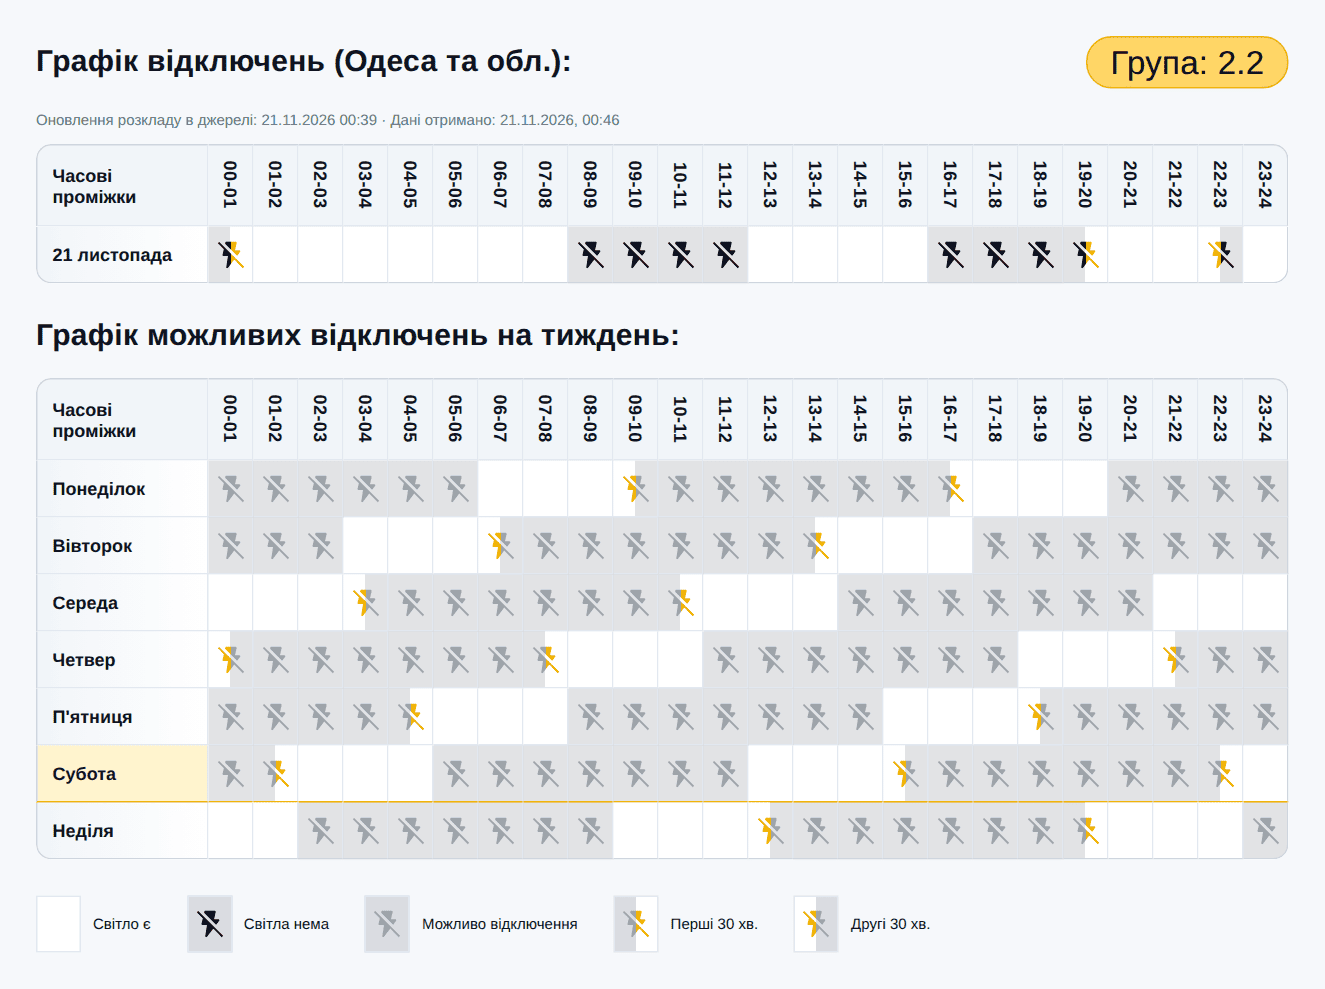 Графік відключень (Одеса та обл.):
Група: 2.2
Оновлення розкладу в джерелі: 21.11.2026 00:39 · Дані отримано: 21.11.2026, 00:46
Часові
проміжки
00-01 01-02 02-03 03-04 04-05 05-06 06-07 07-08 08-09 09-10 10-11 11-12 12-13 13-14 14-15 15-16 16-17 17-18 18-19 19-20 20-21 21-22 22-23 23-24
21 листопада
Графік можливих відключень на тиждень:
Часові
проміжки
00-01 01-02 02-03 03-04 04-05 05-06 06-07 07-08 08-09 09-10 10-11 11-12 12-13 13-14 14-15 15-16 16-17 17-18 18-19 19-20 20-21 21-22 22-23 23-24
Понеділок
Вівторок
Середа
Четвер
П'ятниця
Субота
Неділя
Світло є
Світла нема
Можливо відключення
Перші 30 хв.
Другі 30 хв.